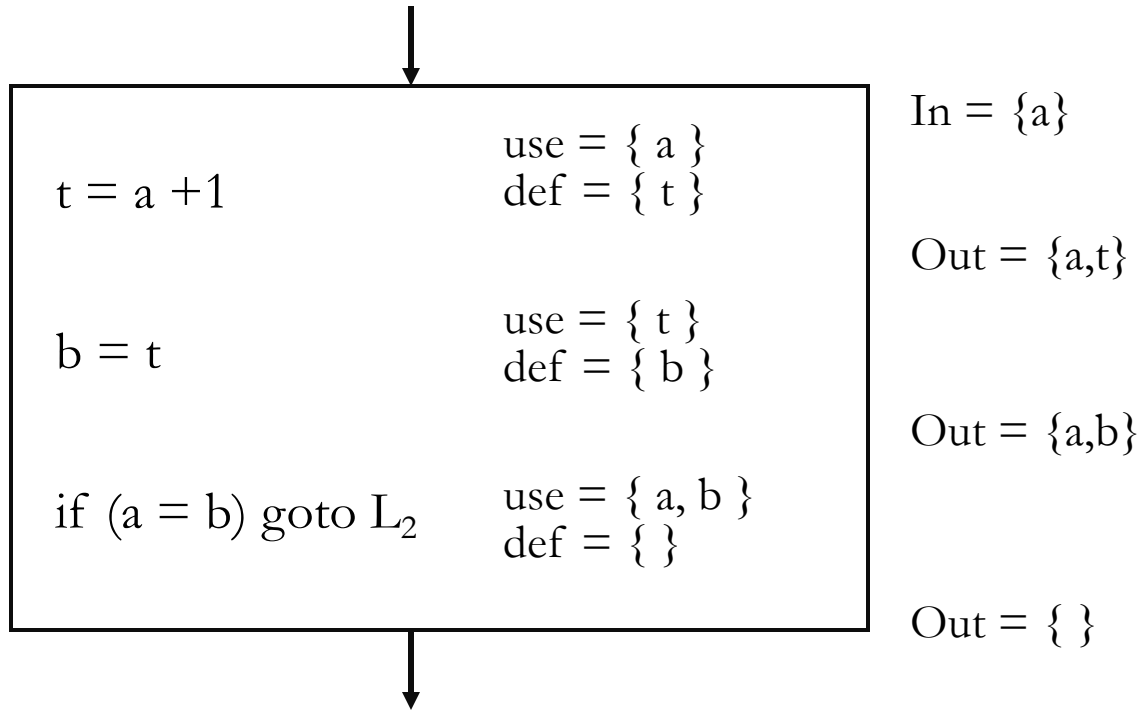 In = {a}
use = { a }
t = a +1
def = { t }
Out = {a,t}
use = { t }
b = t
def = { b }
Out = {a,b}
use = { a, b }
if (a = b) goto L₂
def = { }
Out = { }